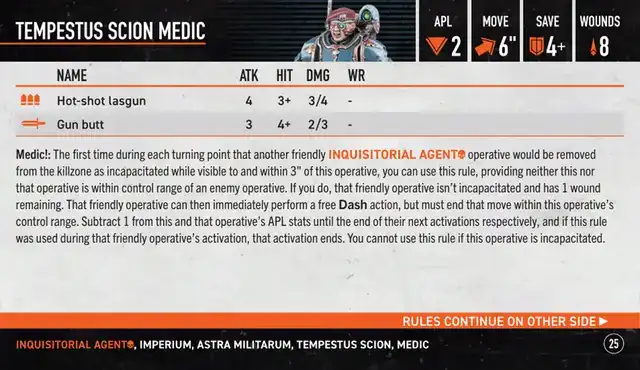 TEMPESTUS SCION MEDIC
APL MOVE SAVE WOUNDS
2 6" 4+ 8
NAME ATK HIT DMG WR
Hot-shot lasgun 4 3+ 3/4 -
Gun butt 3 4+ 2/3 -
Medic!: The first time during each turning point that another friendly INQUISITORIAL AGENT operative would be removed
from the killzone as incapacitated while visible to and within 3" of this operative, you can use this rule, providing neither this nor
that operative is within control range of an enemy operative. If you do, that friendly operative isn't incapacitated and has 1 wound
remaining. That friendly operative can then immediately perform a free Dash action, but must end that move within this operative's
control range. Subtract 1 from this and that operative's APL stats until the end of their next activations respectively, and if this rule
was used during that friendly operative's activation, that activation ends. You cannot use this rule if this operative is incapacitated.
RULES CONTINUE ON OTHER SIDE ▶
INQUISITORIAL AGENT, IMPERIUM, ASTRA MILITARUM, TEMPESTUS SCION, MEDIC
25